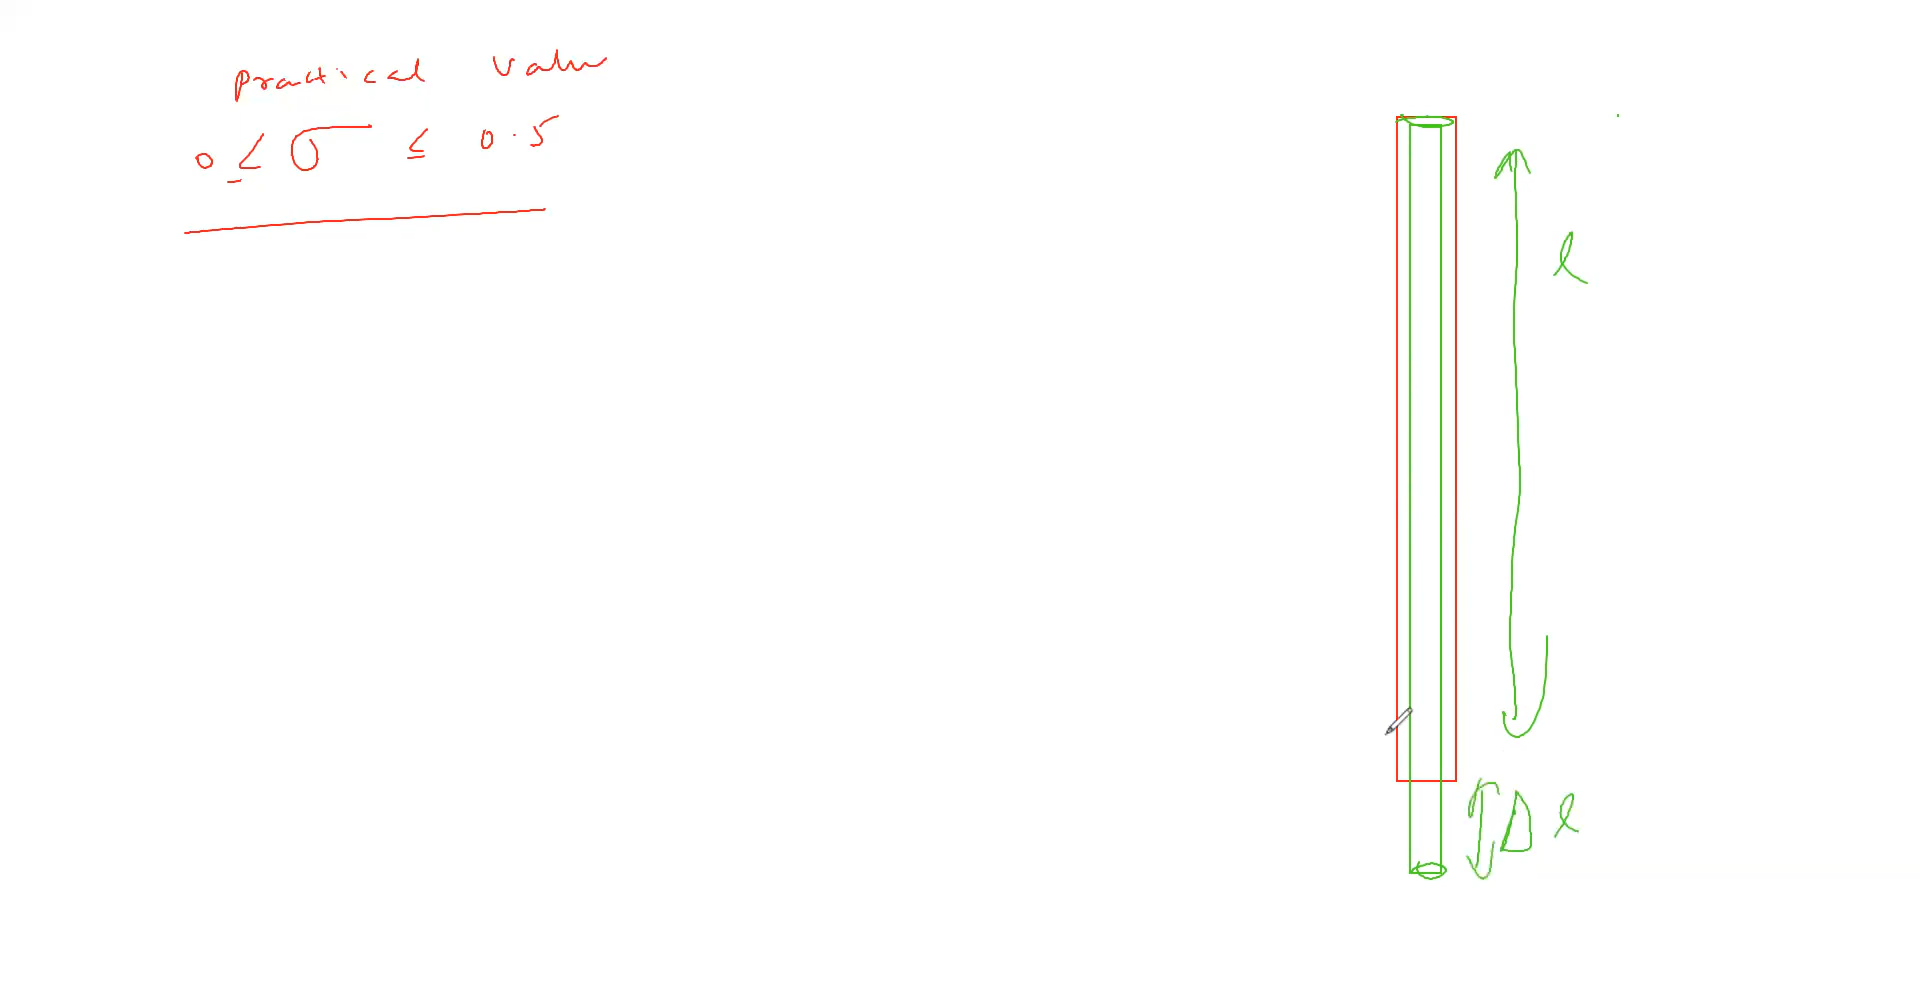 Practical value
0 ≤ σ ≤ 0.5
l
Δl